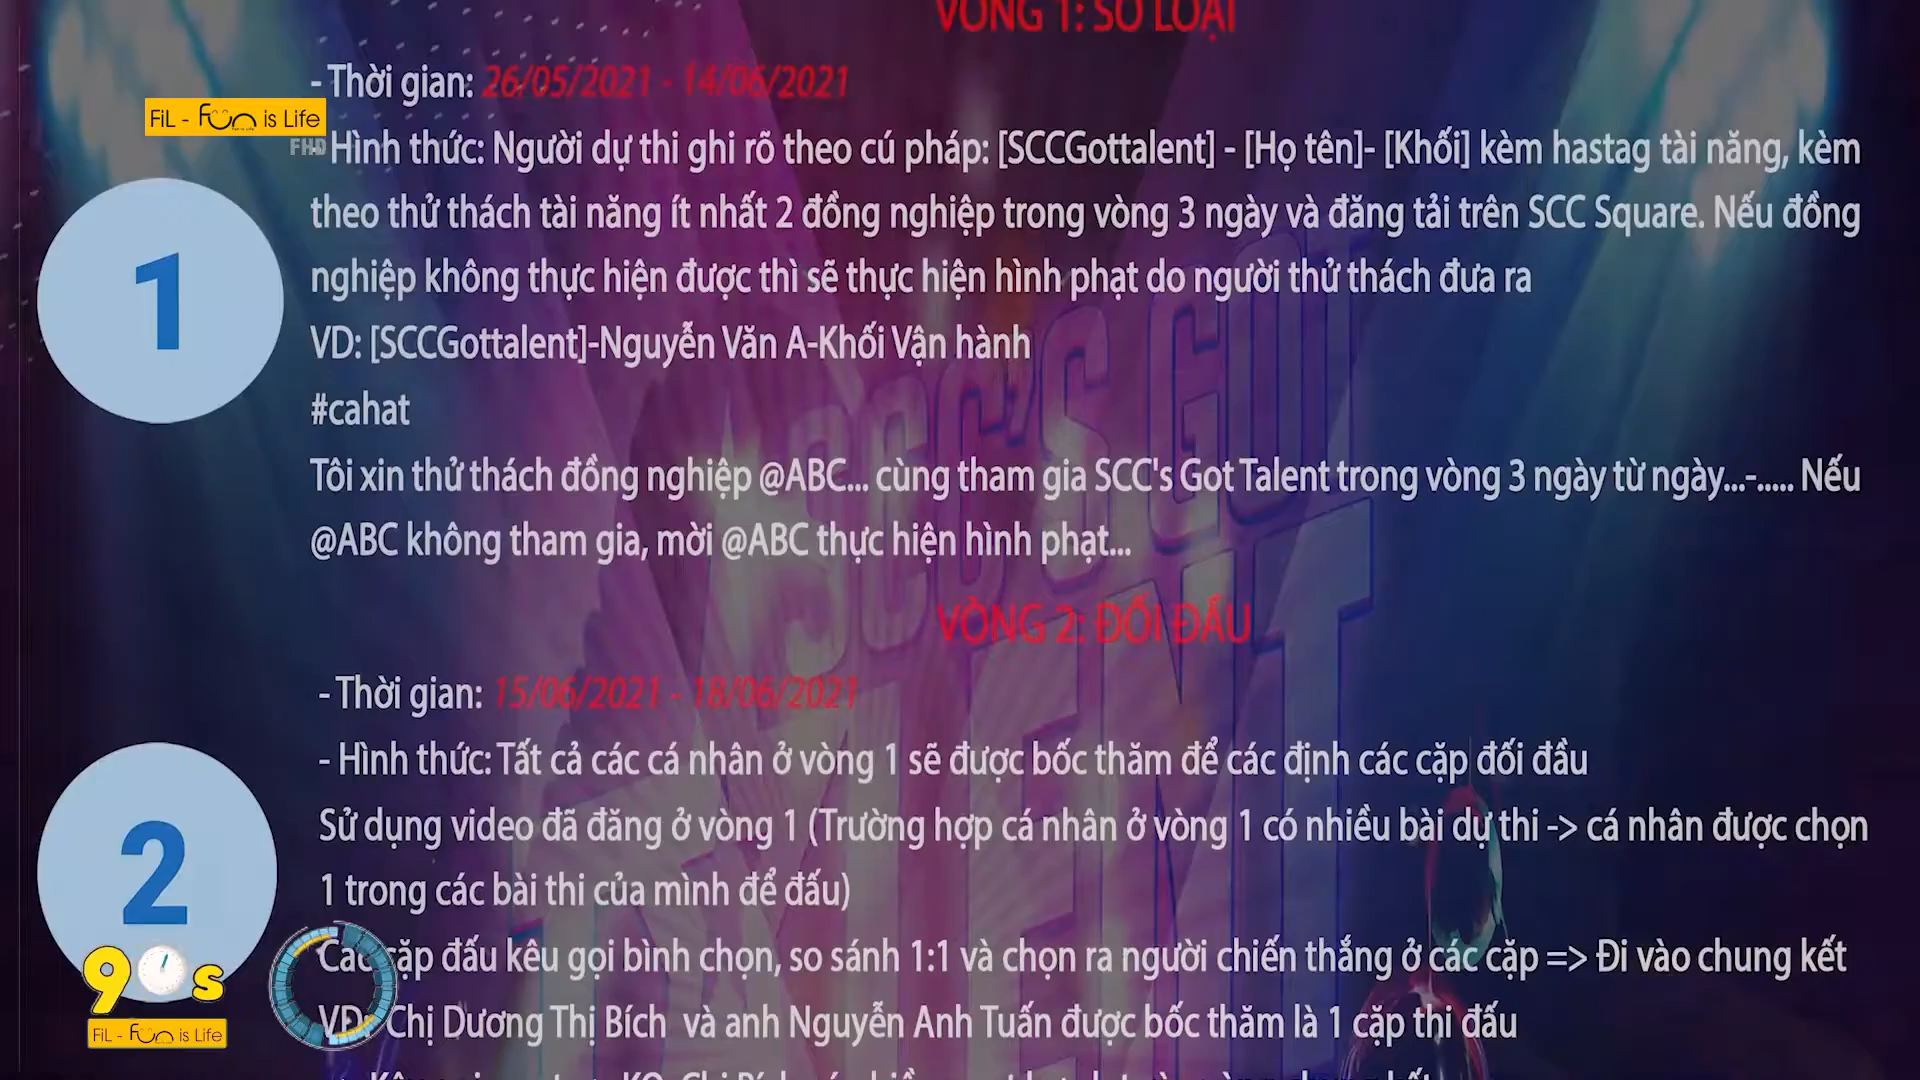 VÒNG 1: SƠ LOẠI
- Thời gian: 26/05/2021 - 14/06/2021
FiL - Fun is Life
FHD
- Hình thức: Người dự thi ghi rõ theo cú pháp: [SCCGottalent] - [Họ tên]- [Khối] kèm hastag tài năng, kèm
theo thử thách tài năng ít nhất 2 đồng nghiệp trong vòng 3 ngày và đăng tải trên SCC Square. Nếu đồng
nghiệp không thực hiện được thì sẽ thực hiện hình phạt do người thử thách đưa ra
1
VD: [SCCGottalent]-Nguyễn Văn A-Khối Vận hành
#cahat
Tôi xin thử thách đồng nghiệp @ABC... cùng tham gia SCC's Got Talent trong vòng 3 ngày từ ngày...-..... Nếu
@ABC không tham gia, mời @ABC thực hiện hình phạt...
SCC'S GOT
TALENT
VÒNG 2: ĐỐI ĐẦU
- Thời gian: 15/06/2021 - 18/06/2021
- Hình thức: Tất cả các cá nhân ở vòng 1 sẽ được bốc thăm để các định các cặp đối đầu
Sử dụng video đã đăng ở vòng 1 (Trường hợp cá nhân ở vòng 1 có nhiều bài dự thi -> cá nhân được chọn
2
1 trong các bài thi của mình để đấu)
Các cặp đấu kêu gọi bình chọn, so sánh 1:1 và chọn ra người chiến thắng ở các cặp => Đi vào chung kết
90s
FiL - Fun is Life
VD: Chị Dương Thị Bích và anh Nguyễn Anh Tuấn được bốc thăm là 1 cặp thi đấu